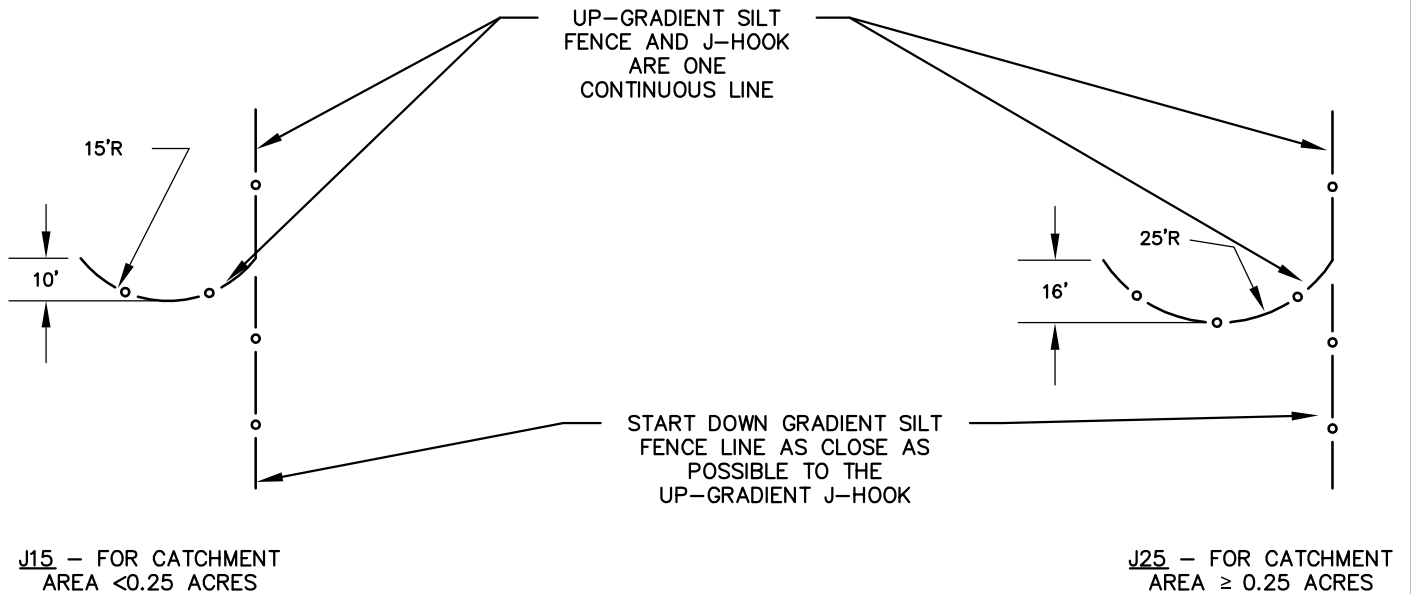 UP-GRADIENT SILT
FENCE AND J-HOOK
ARE ONE
CONTINUOUS LINE
15'R
10'
25'R
16'
START DOWN GRADIENT SILT
FENCE LINE AS CLOSE AS
POSSIBLE TO THE
UP-GRADIENT J-HOOK
J15 - FOR CATCHMENT
AREA <0.25 ACRES
J25 - FOR CATCHMENT
AREA ≥ 0.25 ACRES